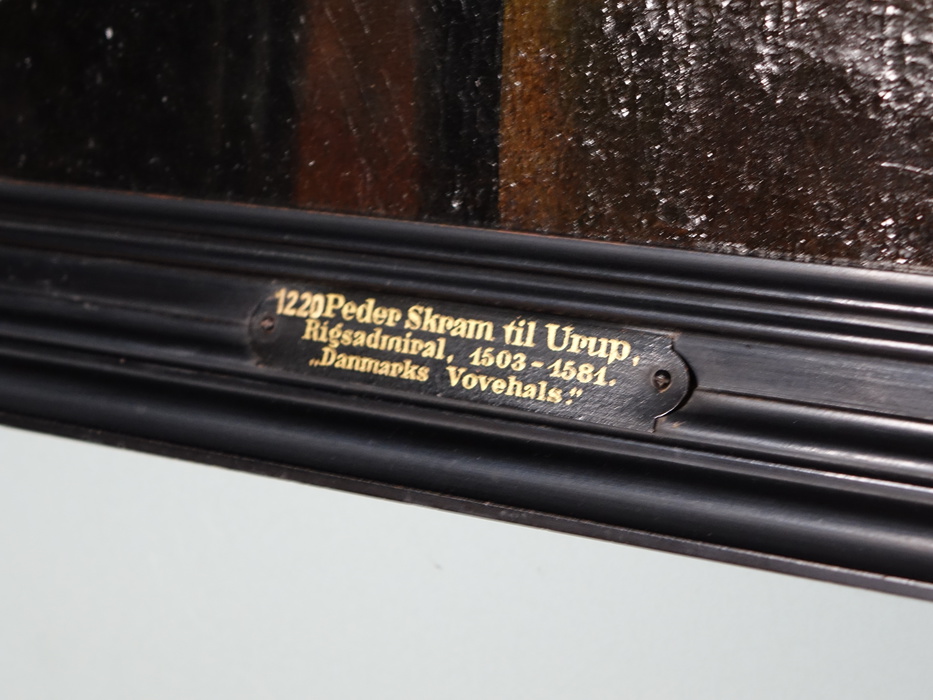 1220 Peder Skram til Urup,
Rigsadmiral, 1503-1581.
„Danmarks Vovehals.”